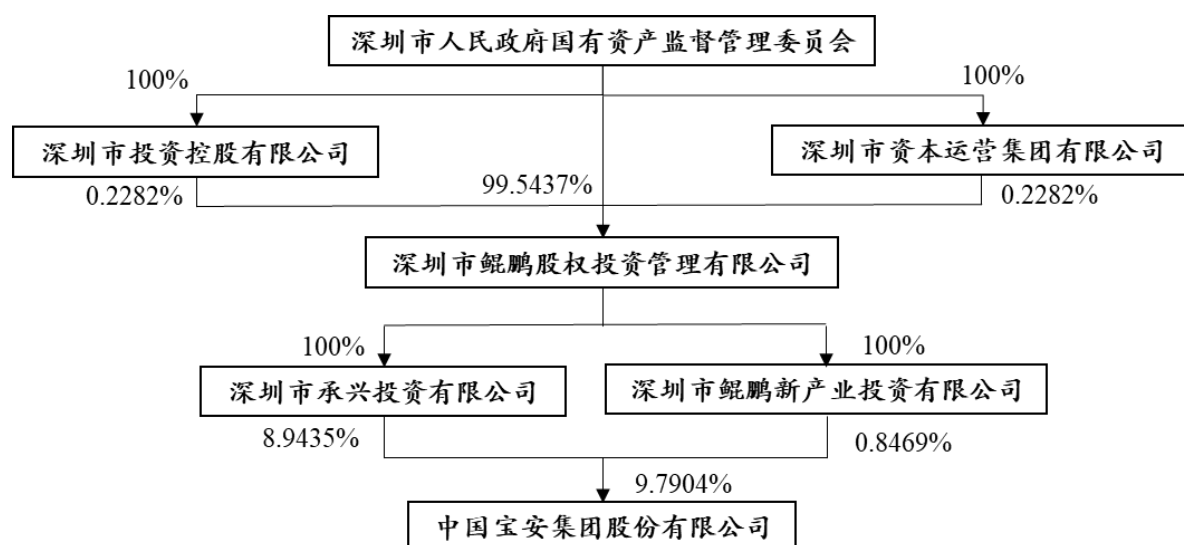 深圳市人民政府国有资产监督管理委员会
100%
100%
深圳市投资控股有限公司
深圳市资本运营集团有限公司
0.2282%
99.5437%
0.2282%
深圳市鲲鹏股权投资管理有限公司
100%
100%
深圳市承兴投资有限公司
深圳市鲲鹏新产业投资有限公司
8.9435%
0.8469%
9.7904%
中国宝安集团股份有限公司